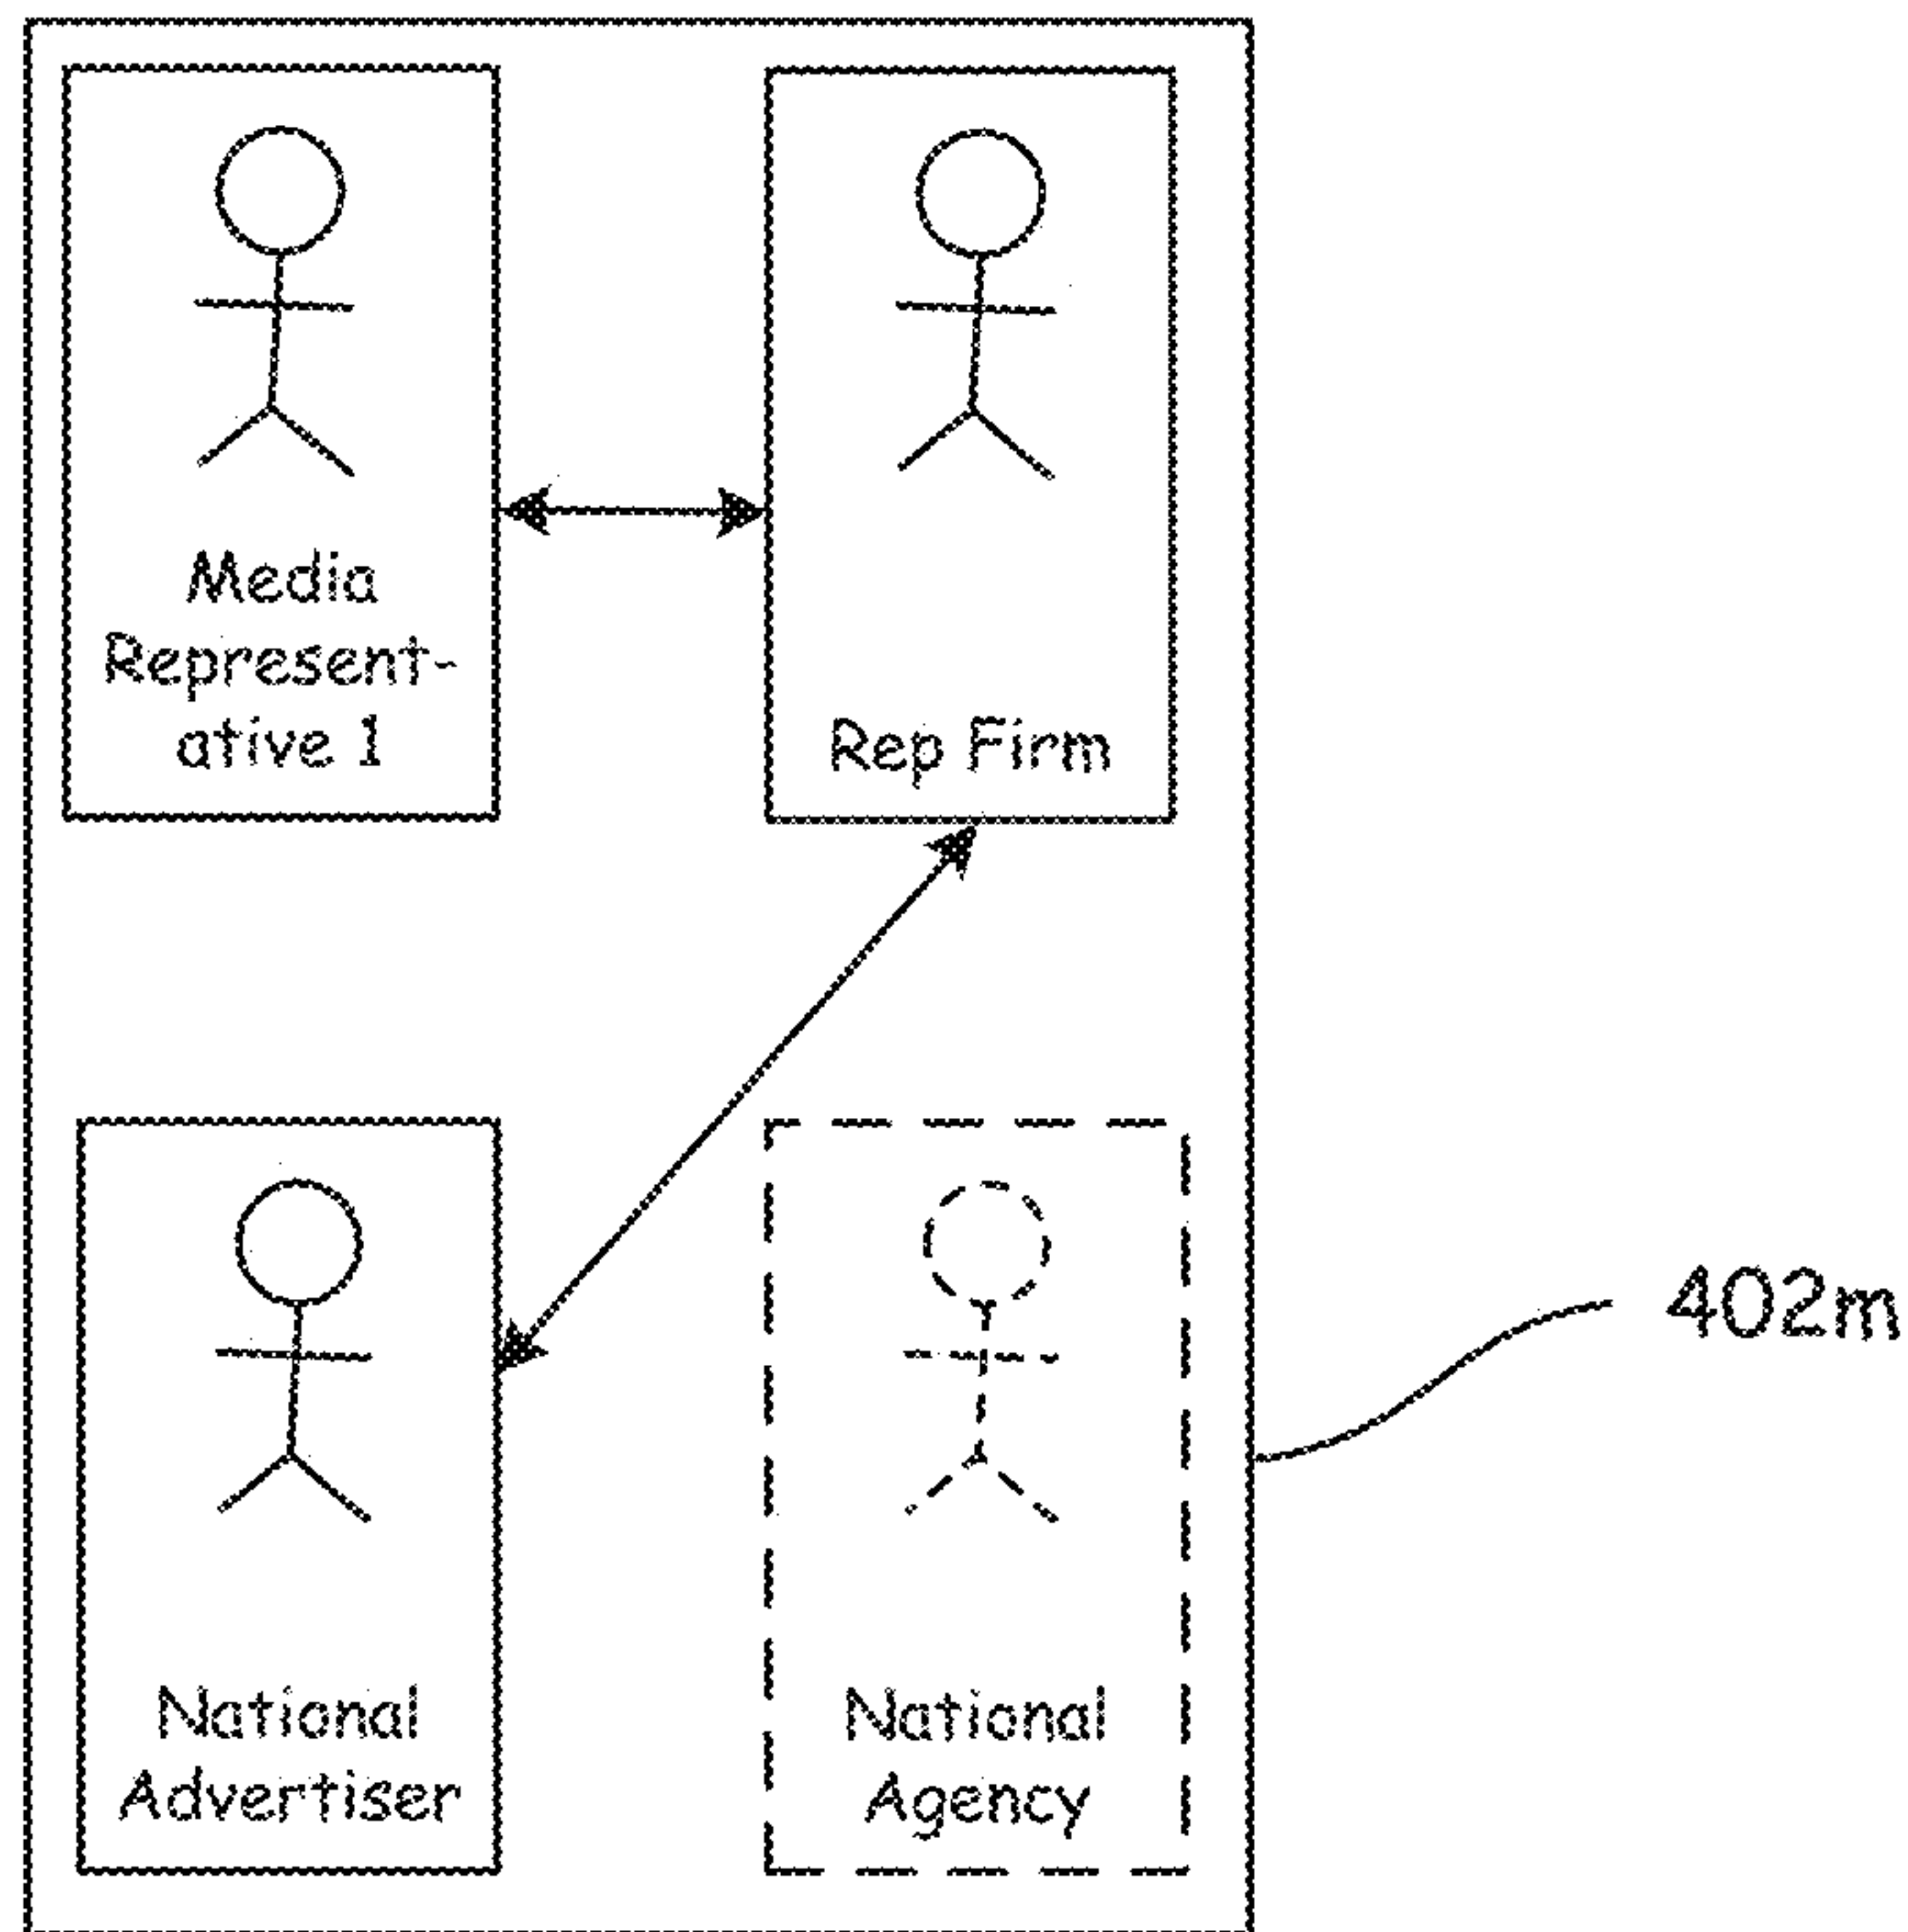 Media
Represent-
ative 1
Rep Firm
National
Advertiser
National
Agency
402m